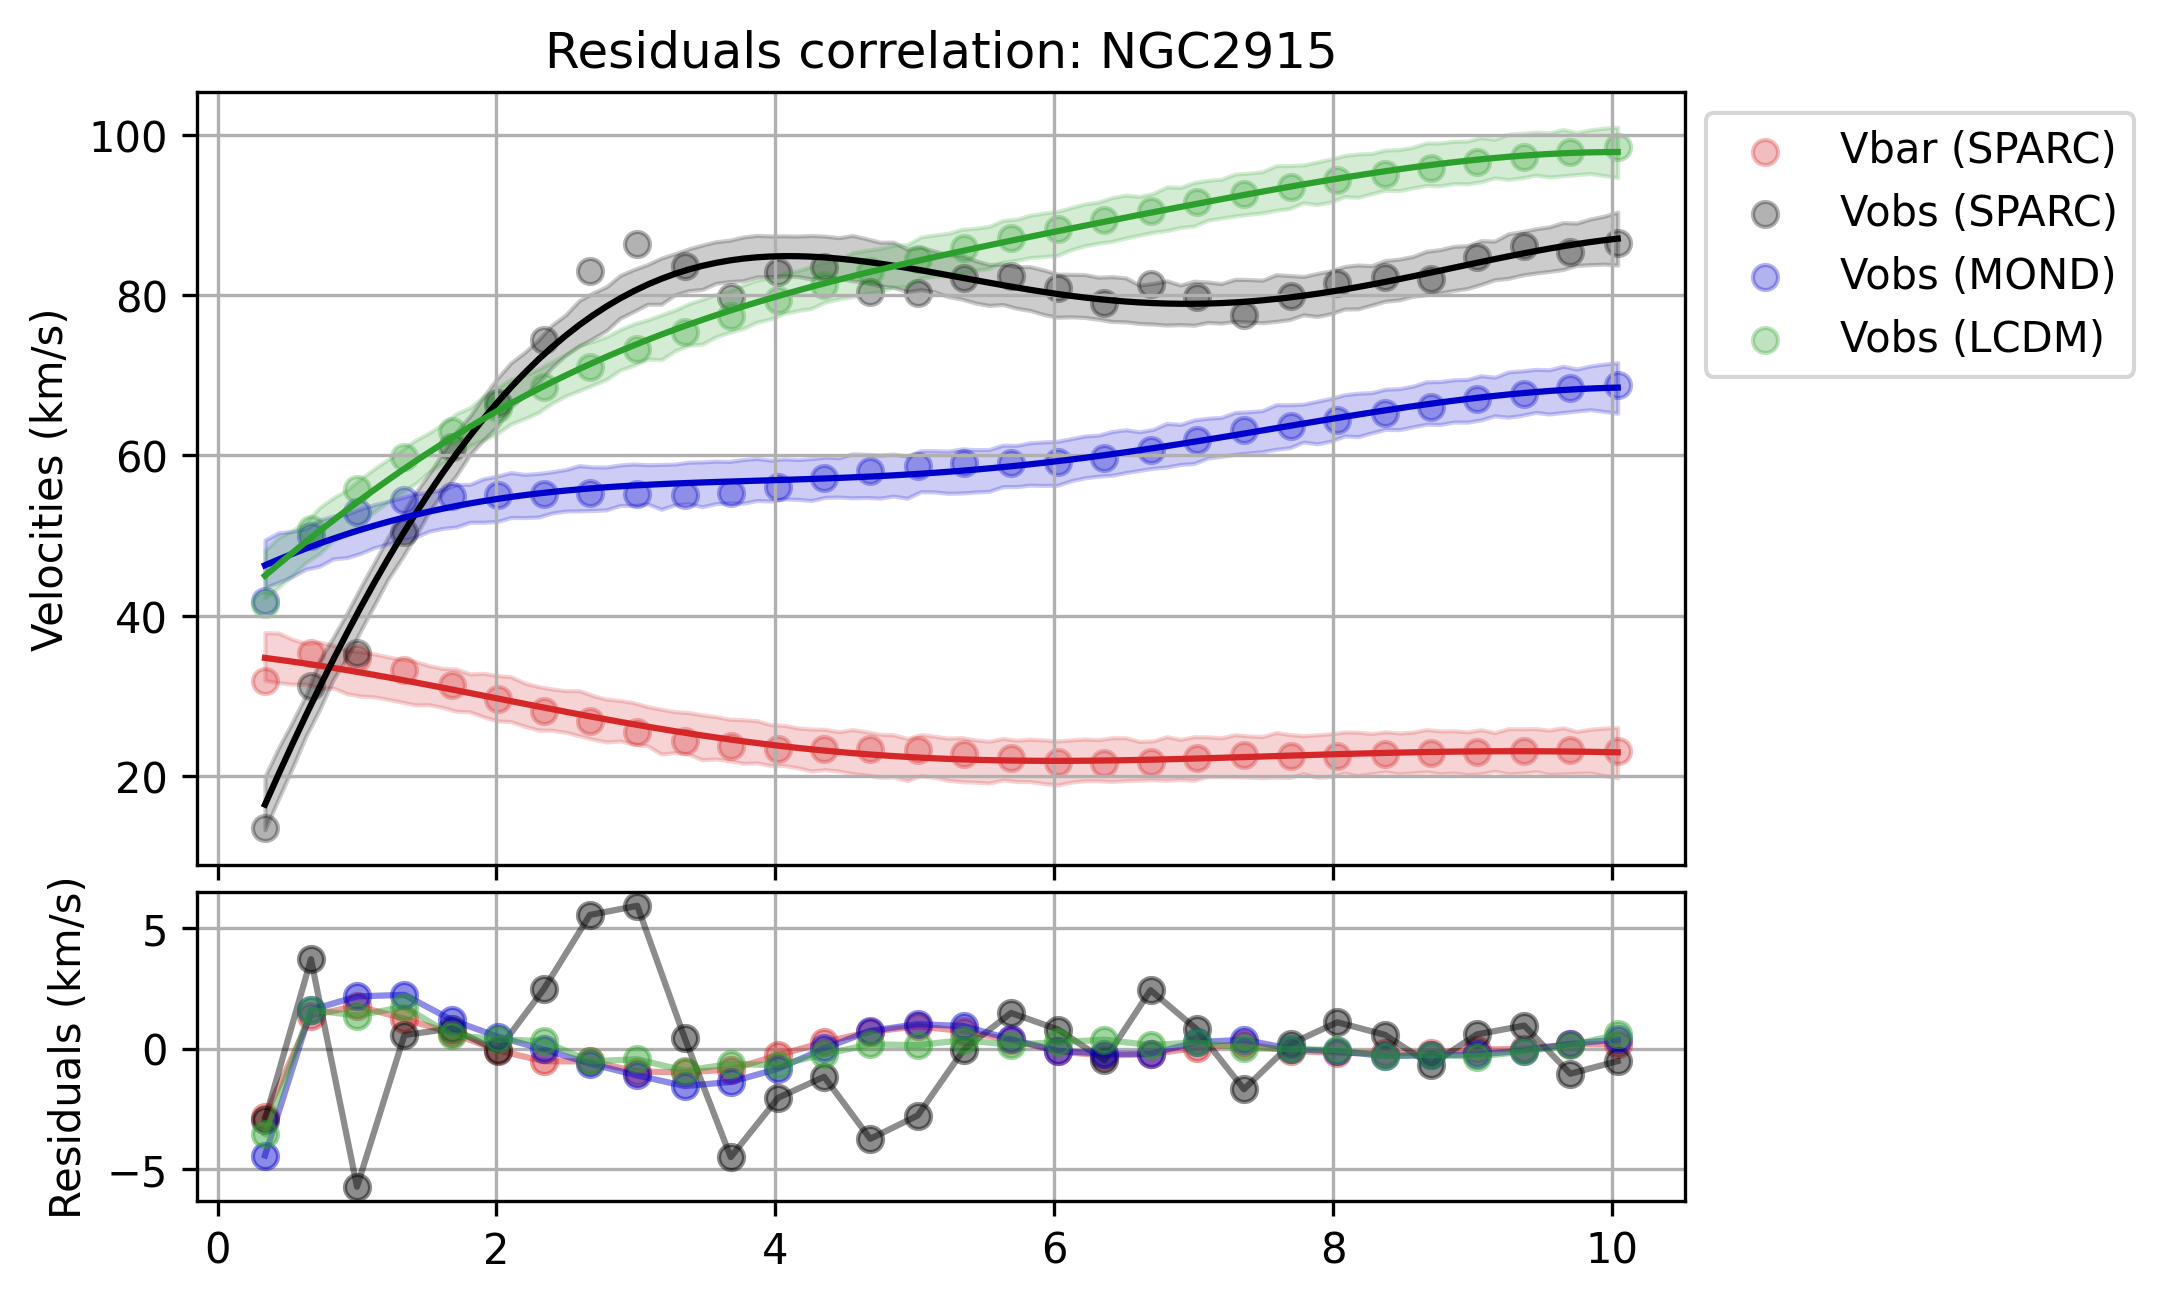 Residuals correlation: NGC2915
Velocities (km/s)
100
80
60
40
20
Vbar (SPARC)
Vobs (SPARC)
Vobs (MOND)
Vobs (LCDM)
Residuals (km/s)
5
0
−5
0 2 4 6 8 10